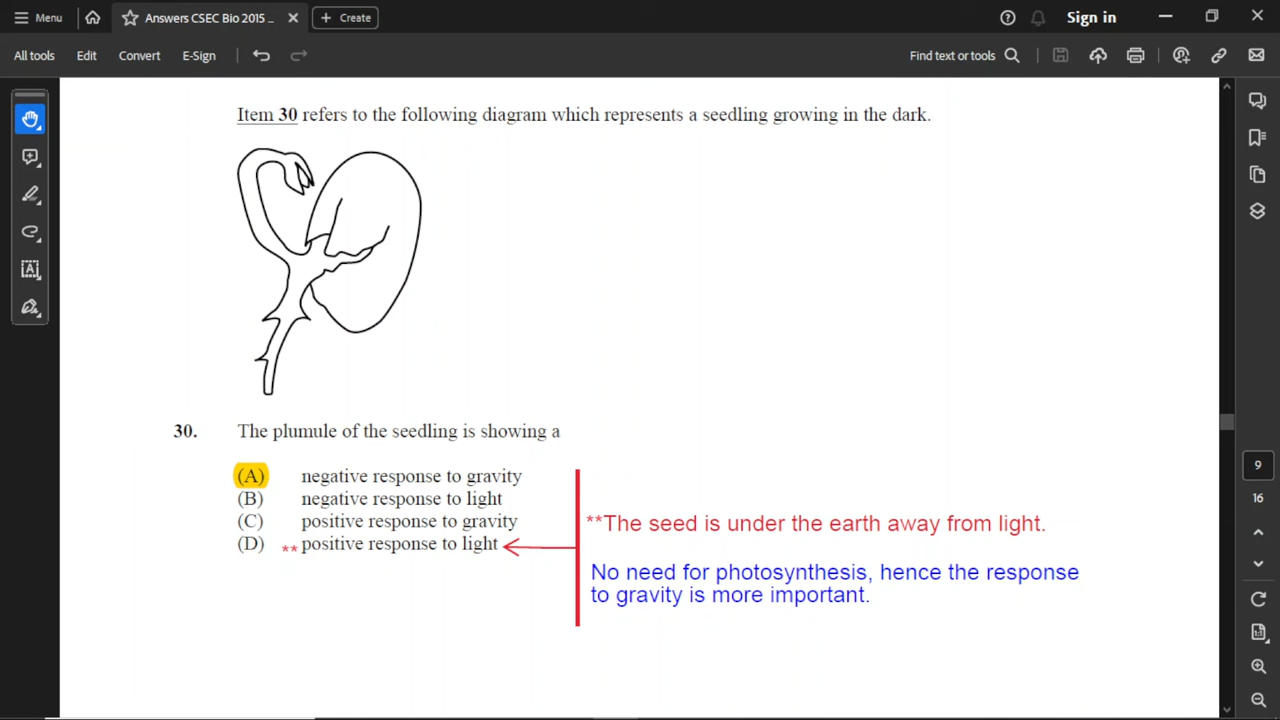 Menu
Answers CSEC Bio 2015 _
Create
Sign in
All tools
Edit
Convert
E-Sign
Find text or tools
Item 30 refers to the following diagram which represents a seedling growing in the dark.
30. The plumule of the seedling is showing a
(A) negative response to gravity
(B) negative response to light
(C) positive response to gravity
(D) ** positive response to light
**The seed is under the earth away from light.
No need for photosynthesis, hence the response
to gravity is more important.
9
16
1:1